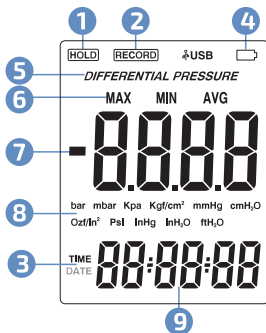 1 2 4
HOLD RECORD USB
5 DIFFERENTIAL PRESSURE
6 MAX MIN AVG
7 -8.8.8.8
bar mbar Kpa Kgf/cm² mmHg cmH₂O
8
Ozf/in² Psi InHg InH₂O ftH₂O
3 TIME 88:88:88
DATE
9